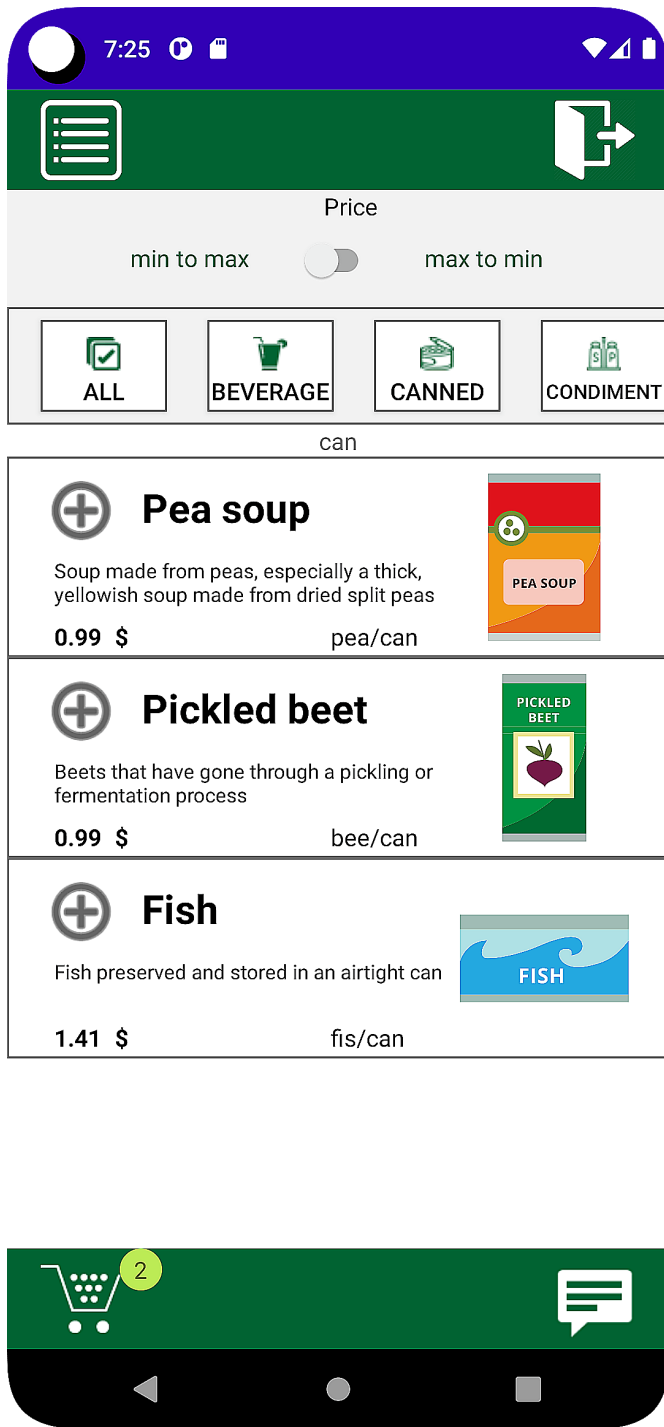 7:25
Price
min to max
max to min
ALL
BEVERAGE
CANNED
S P
CONDIMENT
can
Pea soup
Soup made from peas, especially a thick,
yellowish soup made from dried split peas
0.99 $
pea/can
PEA SOUP
Pickled beet
Beets that have gone through a pickling or
fermentation process
0.99 $
bee/can
PICKLED
BEET
Fish
Fish preserved and stored in an airtight can
1.41 $
fis/can
FISH
2